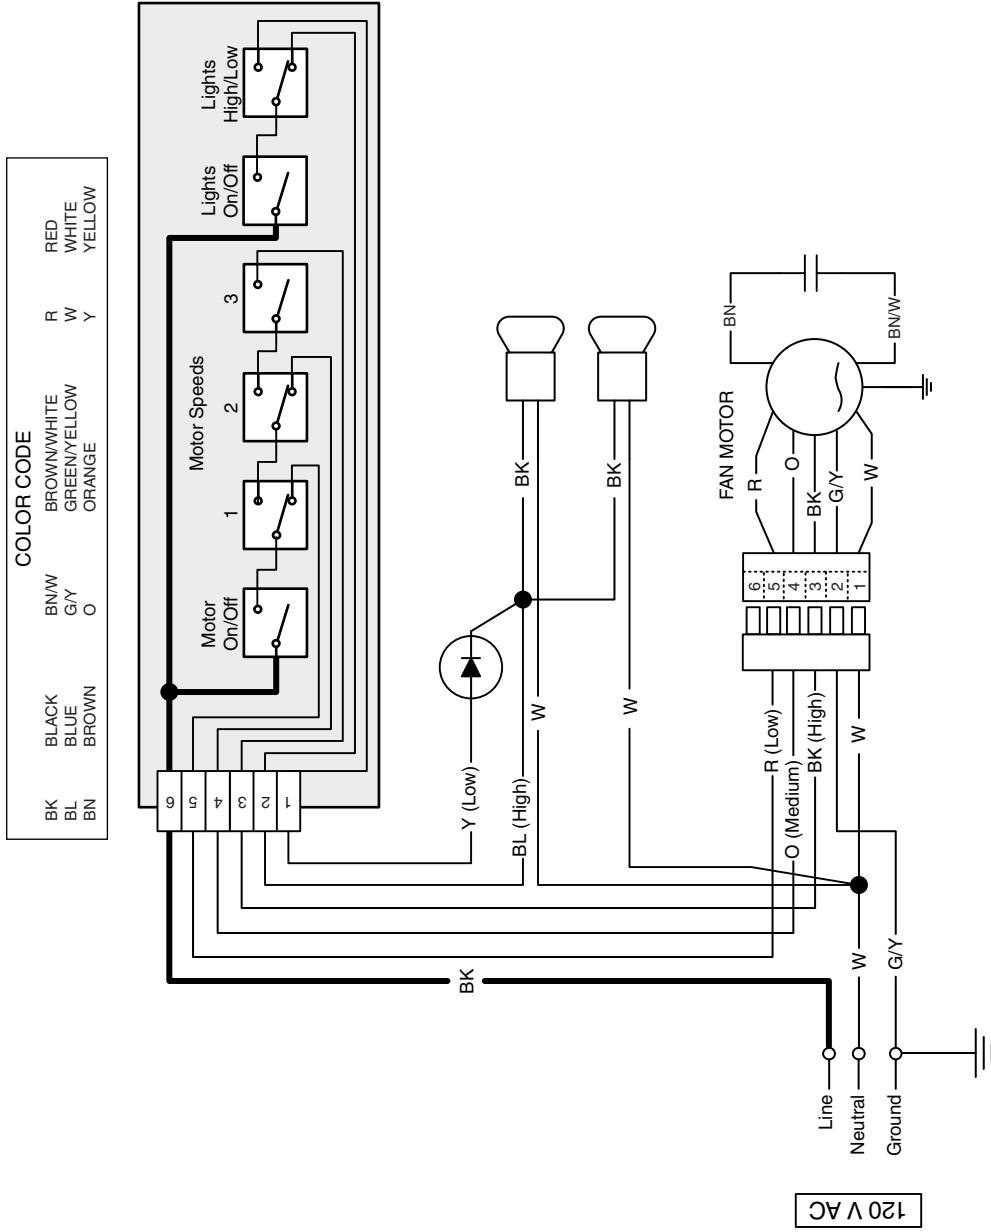 COLOR CODE
BK BLACK BN/W BROWN/WHITE R RED
BL BLUE G/Y GREEN/YELLOW W WHITE
BN BROWN O ORANGE Y YELLOW
Motor
On/Off
Motor Speeds
1
2
3
Lights
On/Off
Lights
High/Low
6
5
4
3
2
1
Y (Low)
BL (High)
BK
W
BK
W
BK
R (Low)
O (Medium)
BK (High)
W
6
5
4
3
2
1
FAN MOTOR
R
O
BK
G/Y
W
BN
BN/W
Line
Neutral
Ground
W
G/Y
120 V AC